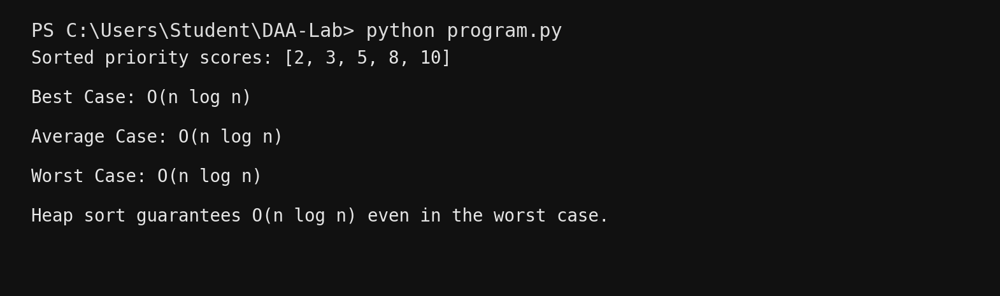 PS C:\Users\Student\DAA-Lab> python program.py
Sorted priority scores: [2, 3, 5, 8, 10]
Best Case: O(n log n)
Average Case: O(n log n)
Worst Case: O(n log n)
Heap sort guarantees O(n log n) even in the worst case.